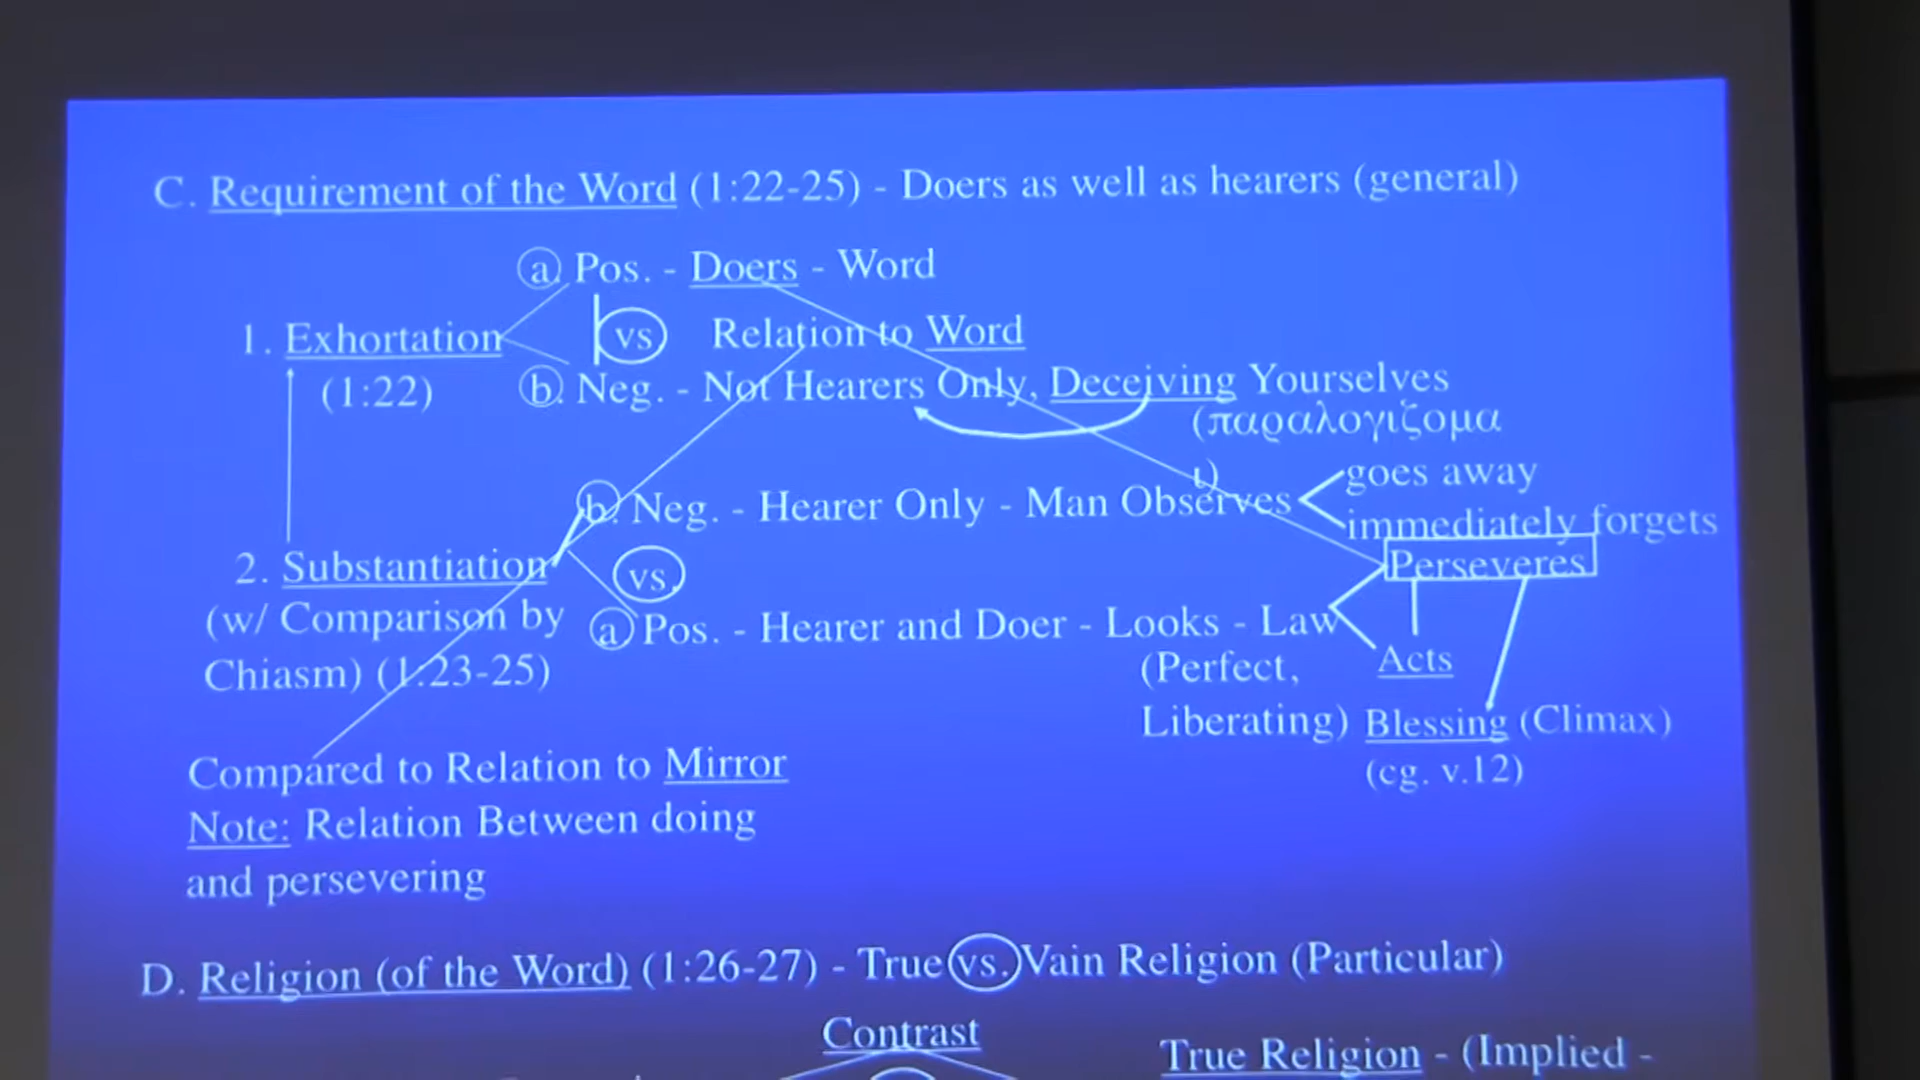 C. Requirement of the Word (1:22-25) - Doers as well as hearers (general)
a. Pos. - Doers - Word
1. Exhortation
vs Relation to Word
(1:22)
b. Neg. - Not Hearers Only, Deceiving Yourselves
(παραλογιζομα
ι)
b. Neg. - Hearer Only - Man Observes
goes away
immediately forgets
2. Substantiation
vs.
Perseveres
(w/ Comparison by
a. Pos. - Hearer and Doer - Looks - Law
Chiasm) (1:23-25)
(Perfect,
Acts
Liberating)
Blessing (Climax)
(cg. v.12)
Compared to Relation to Mirror
Note: Relation Between doing
and persevering
D. Religion (of the Word) (1:26-27) - True vs. Vain Religion (Particular)
Contrast
True Religion - (Implied -